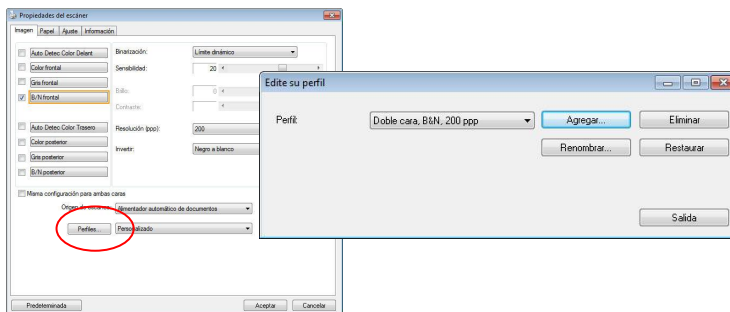 Propiedades del escáner
Imagen Papel Ajuste Información
Auto Detec Color Delant
Color frontal
Gris frontal
B/N frontal
Auto Detec Color Trasero
Color posterior
Gris posterior
B/N posterior
Binarización: Límite dinámico
Sensibilidad: 20
Brillo: 0
Contraste:
Resolución (ppp): 200
Invertir: Negro a blanco
Misma configuración para ambas caras
Origen de escaneo: Alimentador automático de documentos
Perfiles... Personalizado
Predeterminada Aceptar Cancelar
Edite su perfil
Perfil: Doble cara, B&N, 200 ppp Agregar... Eliminar
Renombrar... Restaurar
Salida